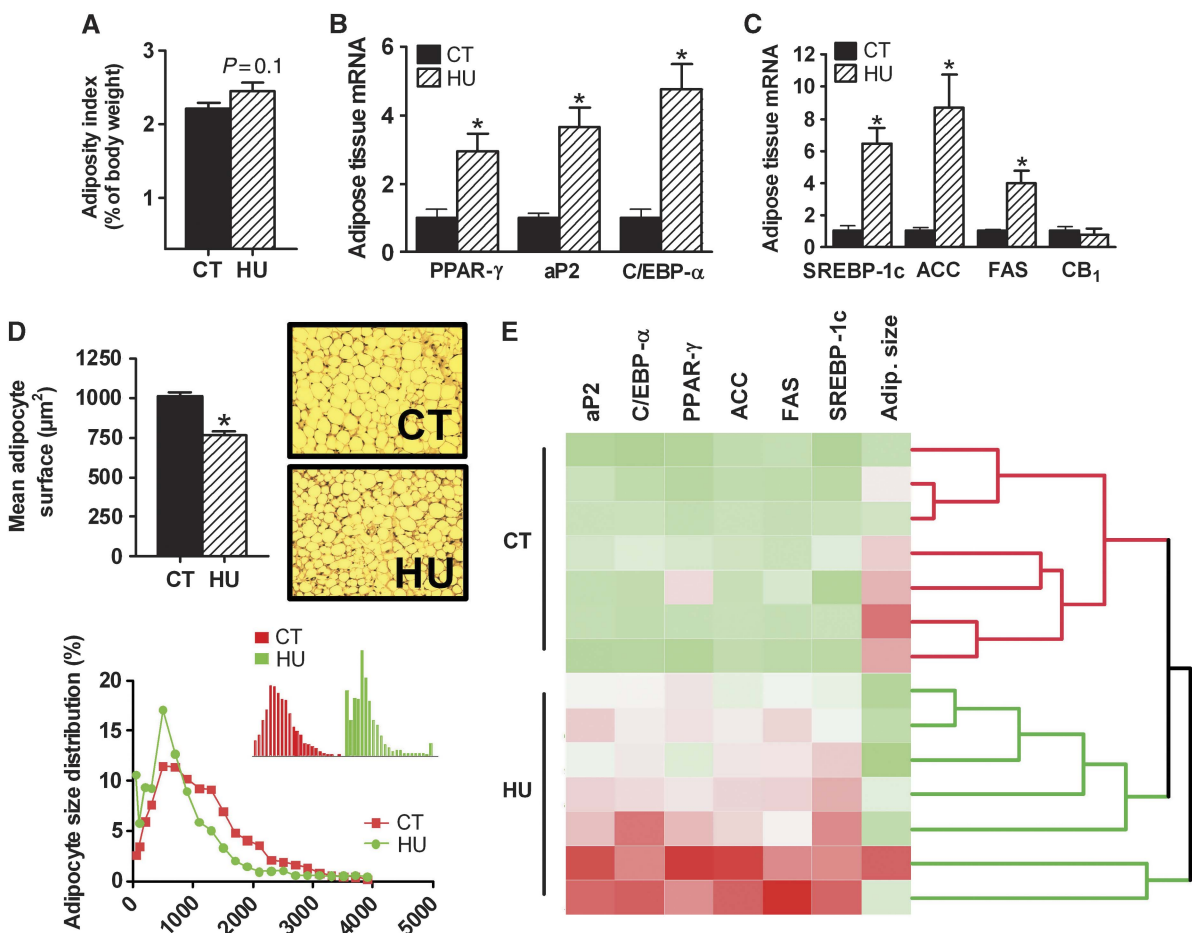 A
Adiposity index
(% of body weight)
3
2
1
P = 0.1
CT HU
B
Adipose tissue mRNA
6
4
2
0
CT
HU
*
*
*
PPAR-γ aP2 C/EBP-α
C
Adipose tissue mRNA
12
10
8
6
4
2
0
CT
HU
*
*
*
SREBP-1c ACC FAS CB1
D
Mean adipocyte
surface (µm²)
1250
1000
750
500
250
0
*
CT HU
CT
HU
Adipocyte size distribution (%)
20
15
10
5
0
CT
HU
CT
HU
0 1000 2000 3000 4000 5000
E
aP2
C/EBP-α
PPAR-γ
ACC
FAS
SREBP-1c
Adip. size
CT
HU